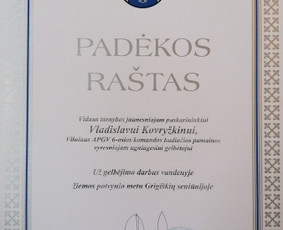 PADĖKOS
RAŠTAS
Vidaus tarnybos jaunesniajam puskarininkiui
Vladislavui Kovryžkinui,
Vilniaus APGV 6-osios komandos budinčios pamainos
vyresniajam ugniagesiui gelbėtojui
Už gelbėjimo darbus vandenyje
žiemos potvynio metu Grigiškių seniūnijoje